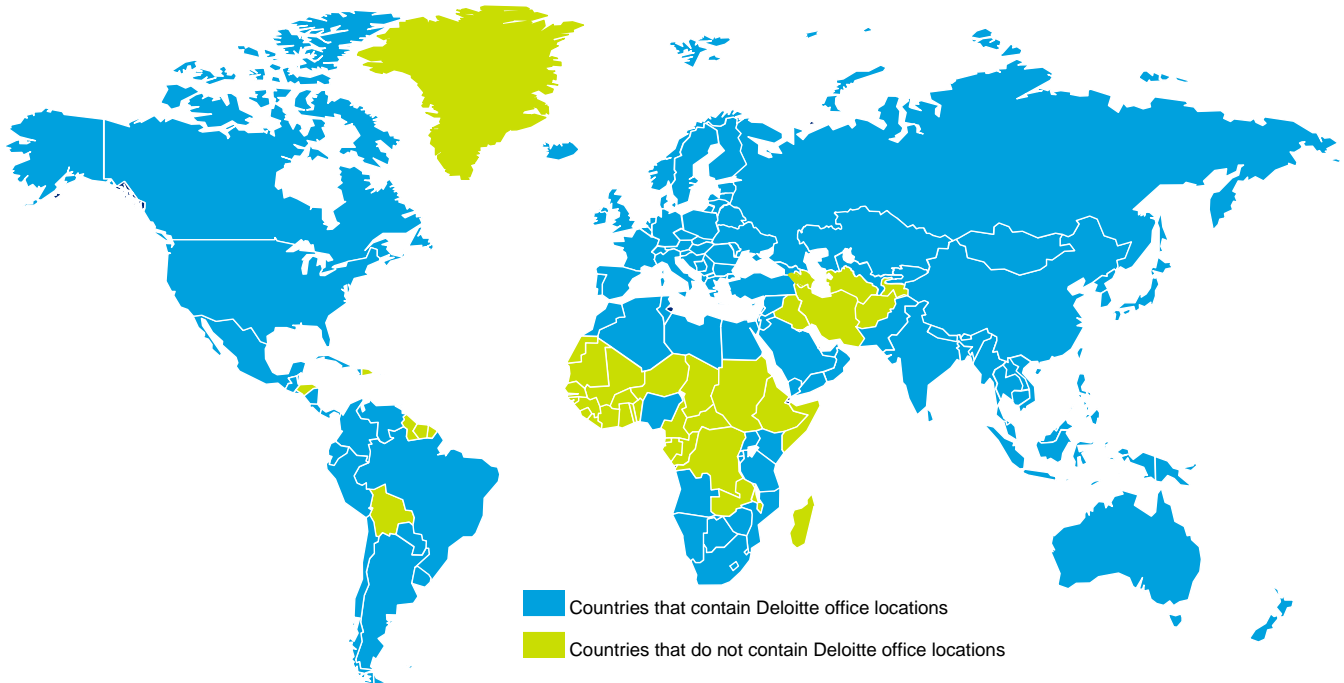 Countries that contain Deloitte office locations
Countries that do not contain Deloitte office locations